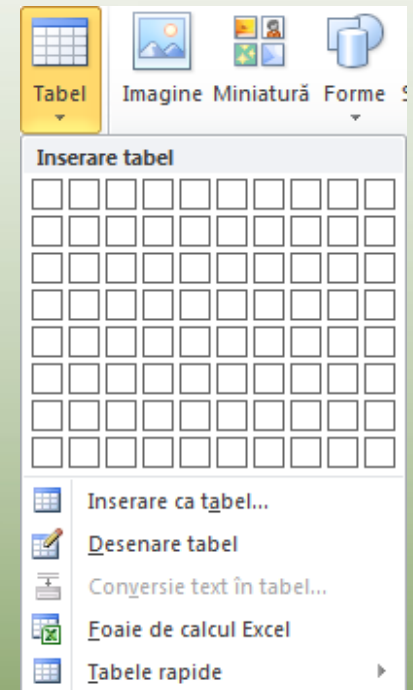 Tabel Imagine Miniatură Forme
Inserare tabel
Inserare ca tabel...
Desenare tabel
Conversie text în tabel...
Foaie de calcul Excel
Tabele rapide